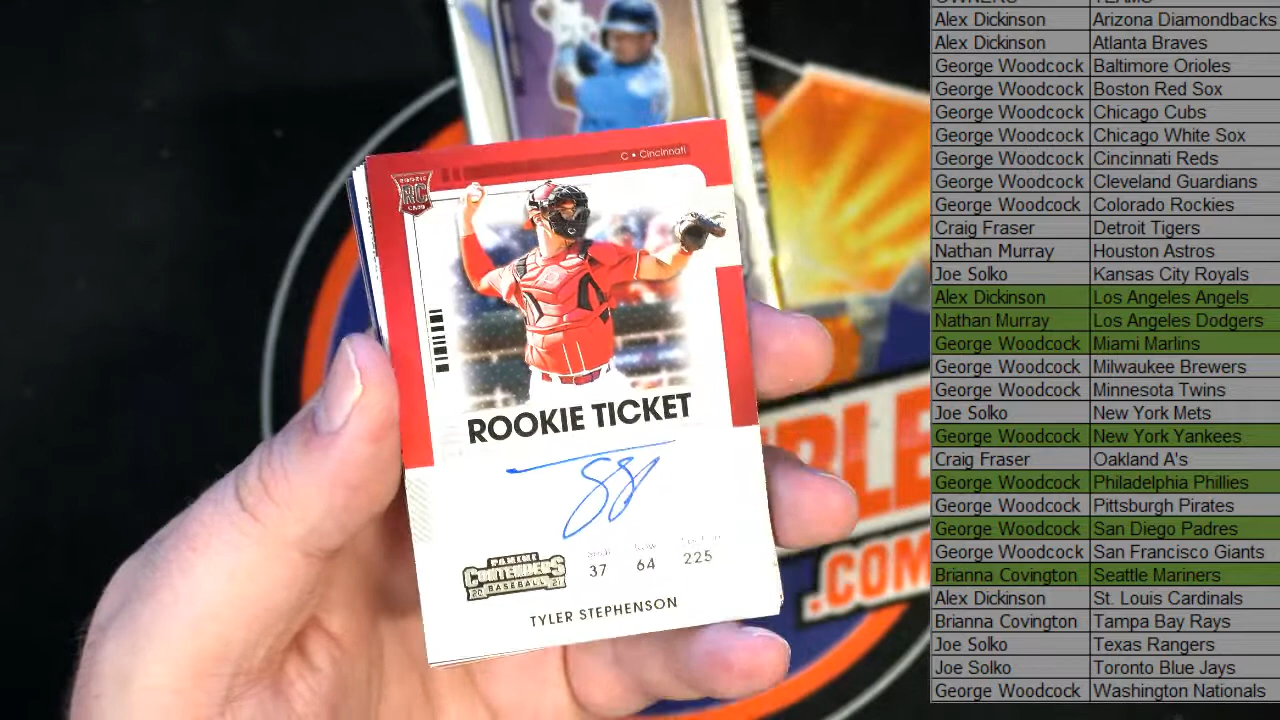 C • Cincinnati
ROOKIE
RC
CARD
ROOKIE TICKET
PANINI
CONTENDERS
20 BASEBALL 21
37 64 225
TYLER STEPHENSON
.COM
OWNERS TEAMS
Alex Dickinson Arizona Diamondbacks
Alex Dickinson Atlanta Braves
George Woodcock Baltimore Orioles
George Woodcock Boston Red Sox
George Woodcock Chicago Cubs
George Woodcock Chicago White Sox
George Woodcock Cincinnati Reds
George Woodcock Cleveland Guardians
George Woodcock Colorado Rockies
Craig Fraser Detroit Tigers
Nathan Murray Houston Astros
Joe Solko Kansas City Royals
Alex Dickinson Los Angeles Angels
Nathan Murray Los Angeles Dodgers
George Woodcock Miami Marlins
George Woodcock Milwaukee Brewers
George Woodcock Minnesota Twins
Joe Solko New York Mets
George Woodcock New York Yankees
Craig Fraser Oakland A's
George Woodcock Philadelphia Phillies
George Woodcock Pittsburgh Pirates
George Woodcock San Diego Padres
George Woodcock San Francisco Giants
Brianna Covington Seattle Mariners
Alex Dickinson St. Louis Cardinals
Brianna Covington Tampa Bay Rays
Joe Solko Texas Rangers
Joe Solko Toronto Blue Jays
George Woodcock Washington Nationals